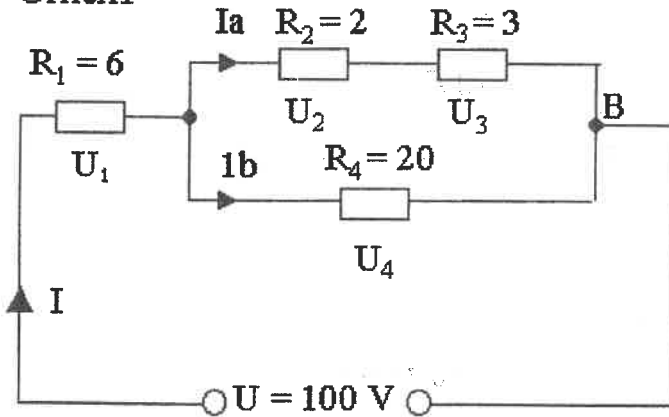 Ia R₂ = 2 R₃ = 3
R₁ = 6
U₂ U₃ B
U₁ 1b R₄ = 20
U₄
I
U = 100 V